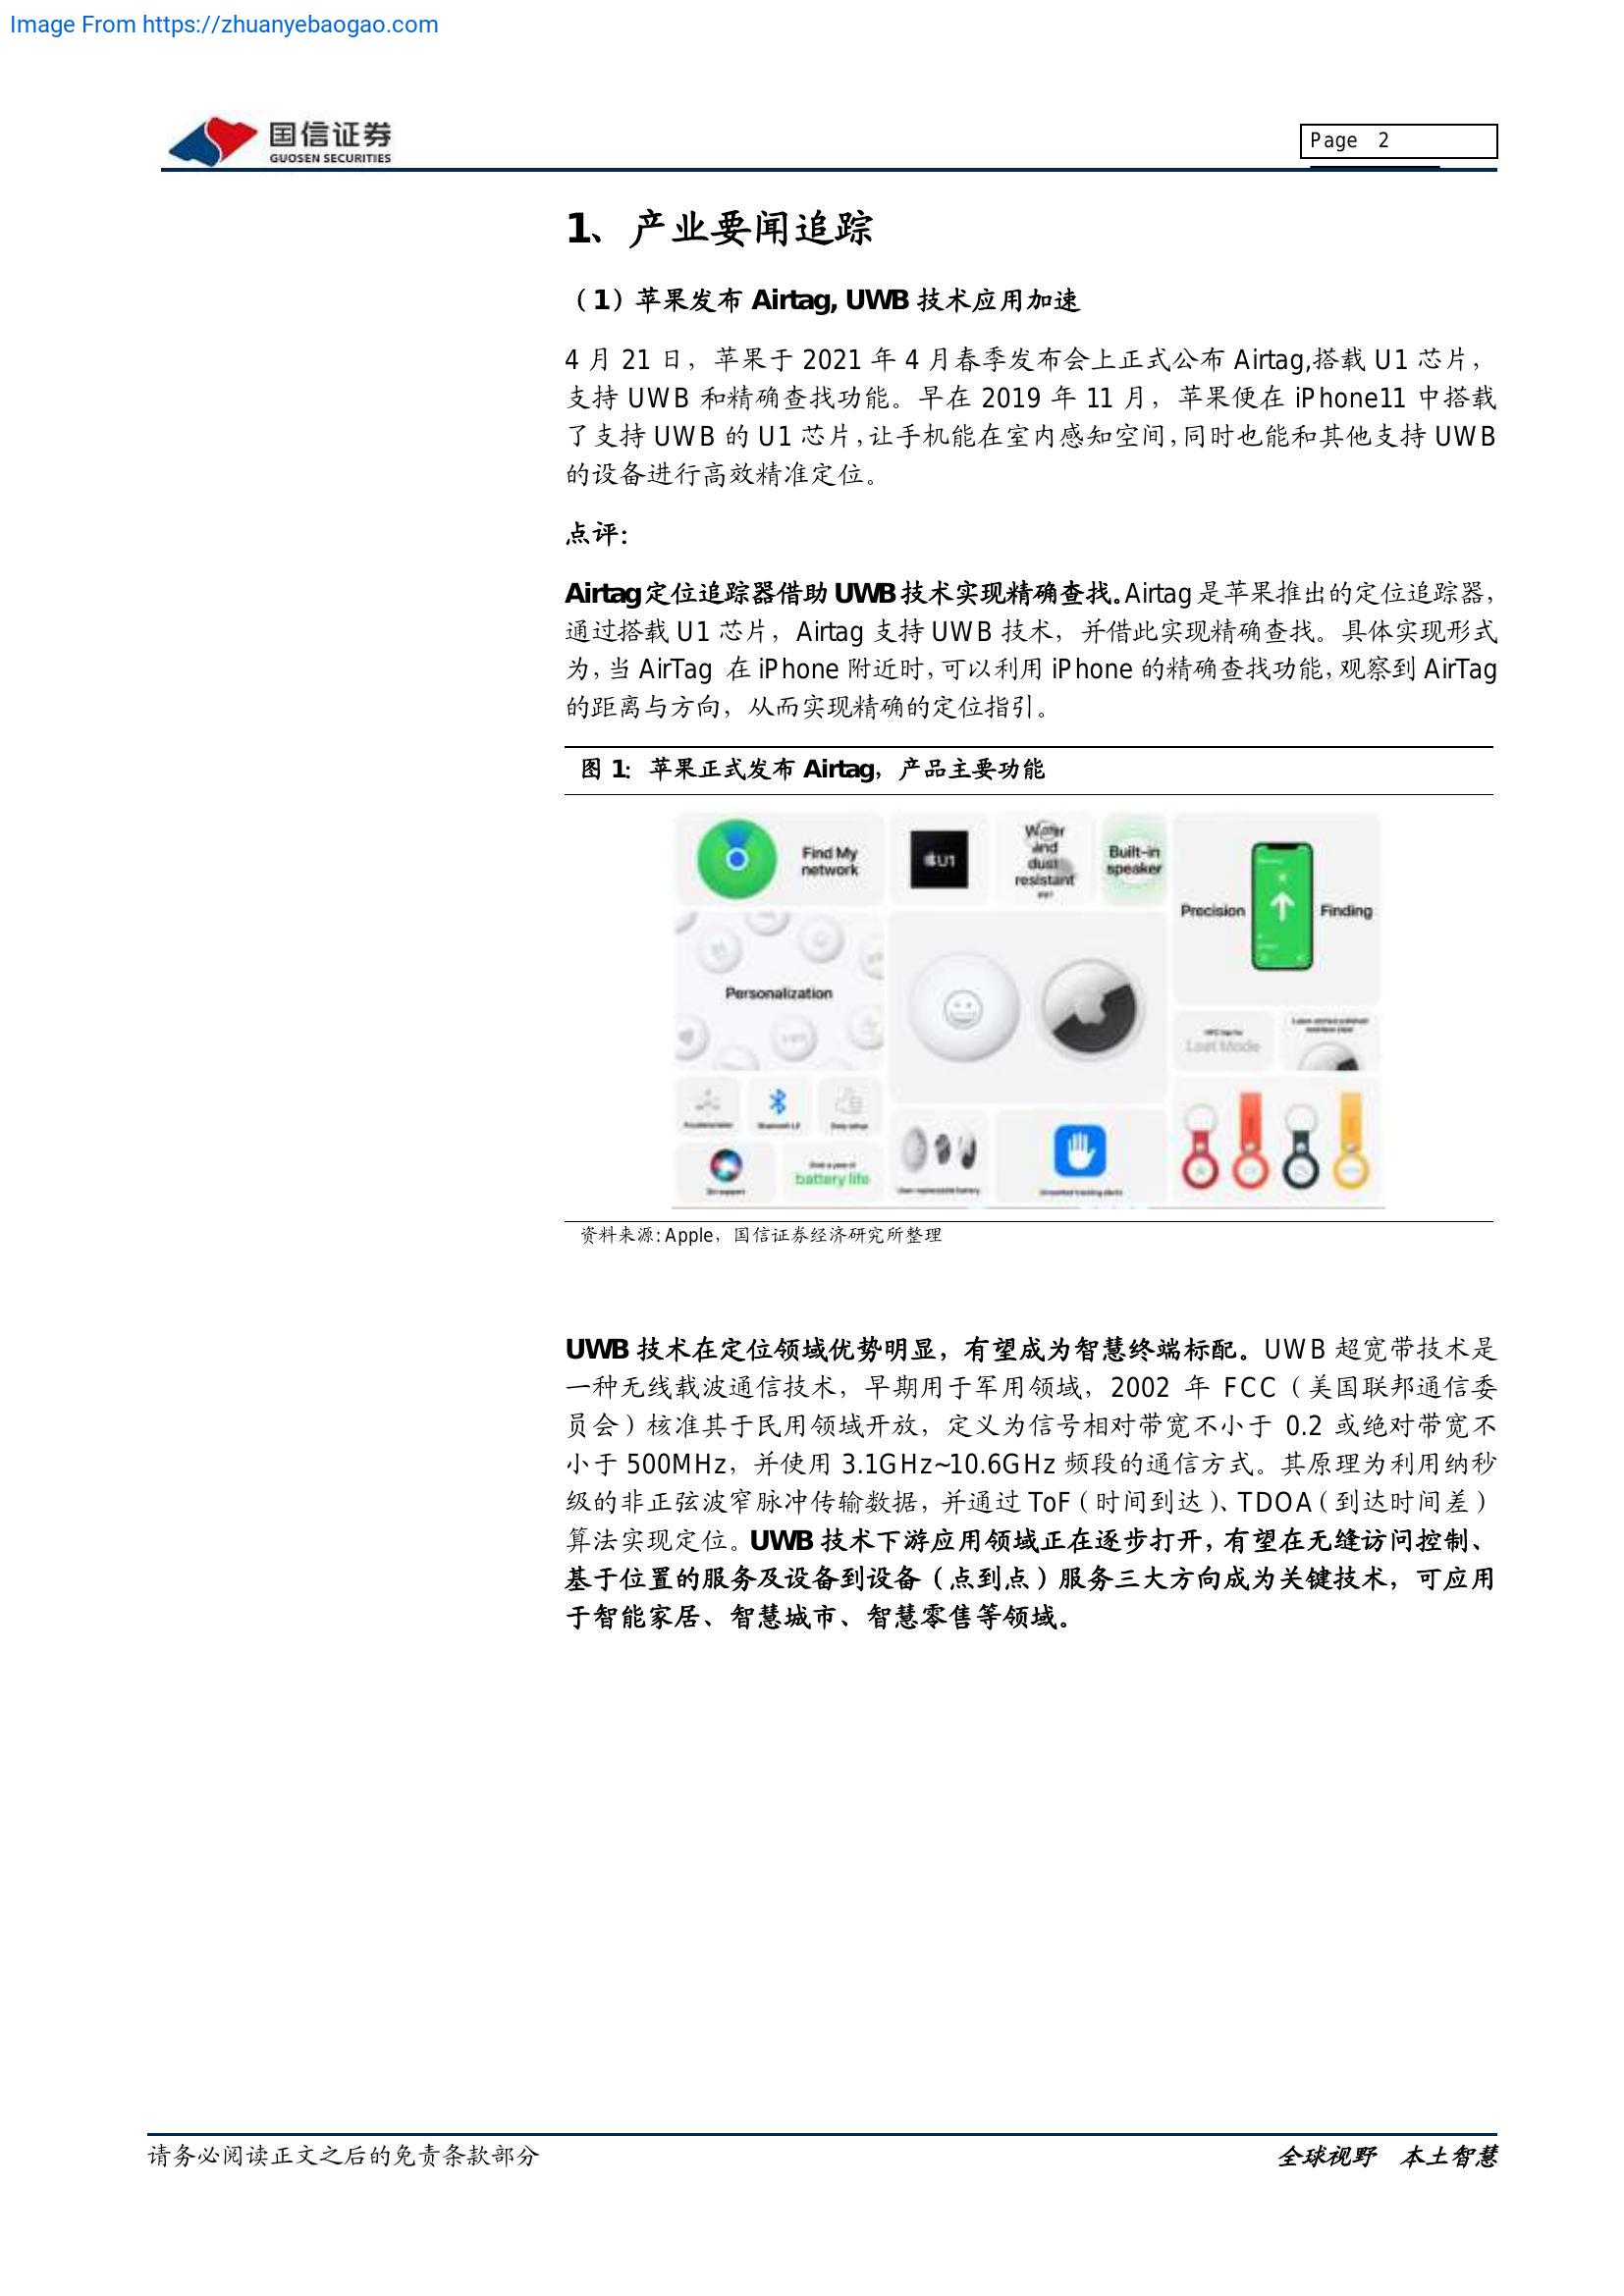 Image From https://zhuanyebaogao.com
国信证券
GUOSEN SECURITIES
Page 2
1、产业要闻追踪
（1）苹果发布 Airtag, UWB 技术应用加速
4 月 21 日，苹果于 2021 年 4 月春季发布会上正式公布 Airtag,搭载 U1 芯片，
支持 UWB 和精确查找功能。早在 2019 年 11 月，苹果便在 iPhone11 中搭载
了支持 UWB 的 U1 芯片,让手机能在室内感知空间,同时也能和其他支持 UWB
的设备进行高效精准定位。
点评：
Airtag 定位追踪器借助 UWB 技术实现精确查找。Airtag 是苹果推出的定位追踪器，
通过搭载 U1 芯片，Airtag 支持 UWB 技术，并借此实现精确查找。具体实现形式
为,当 AirTag 在 iPhone 附近时,可以利用 iPhone 的精确查找功能,观察到 AirTag
的距离与方向，从而实现精确的定位指引。
图 1：苹果正式发布 Airtag，产品主要功能
Find My
network
U1
Water
and
dust
resistant
Built-in
speaker
Precision
Finding
Personalization
Lost Mode
Bluetooth LE
battery life
User-replaceable battery
Unwanted tracking alerts
资料来源: Apple，国信证券经济研究所整理
UWB 技术在定位领域优势明显，有望成为智慧终端标配。UWB 超宽带技术是
一种无线载波通信技术，早期用于军用领域，2002 年 FCC（美国联邦通信委
员会）核准其于民用领域开放，定义为信号相对带宽不小于 0.2 或绝对带宽不
小于 500MHz，并使用 3.1GHz~10.6GHz 频段的通信方式。其原理为利用纳秒
级的非正弦波窄脉冲传输数据，并通过 ToF（时间到达）、TDOA（到达时间差）
算法实现定位。UWB 技术下游应用领域正在逐步打开，有望在无缝访问控制、
基于位置的服务及设备到设备（点到点）服务三大方向成为关键技术，可应用
于智能家居、智慧城市、智慧零售等领域。
请务必阅读正文之后的免责条款部分
全球视野 本土智慧